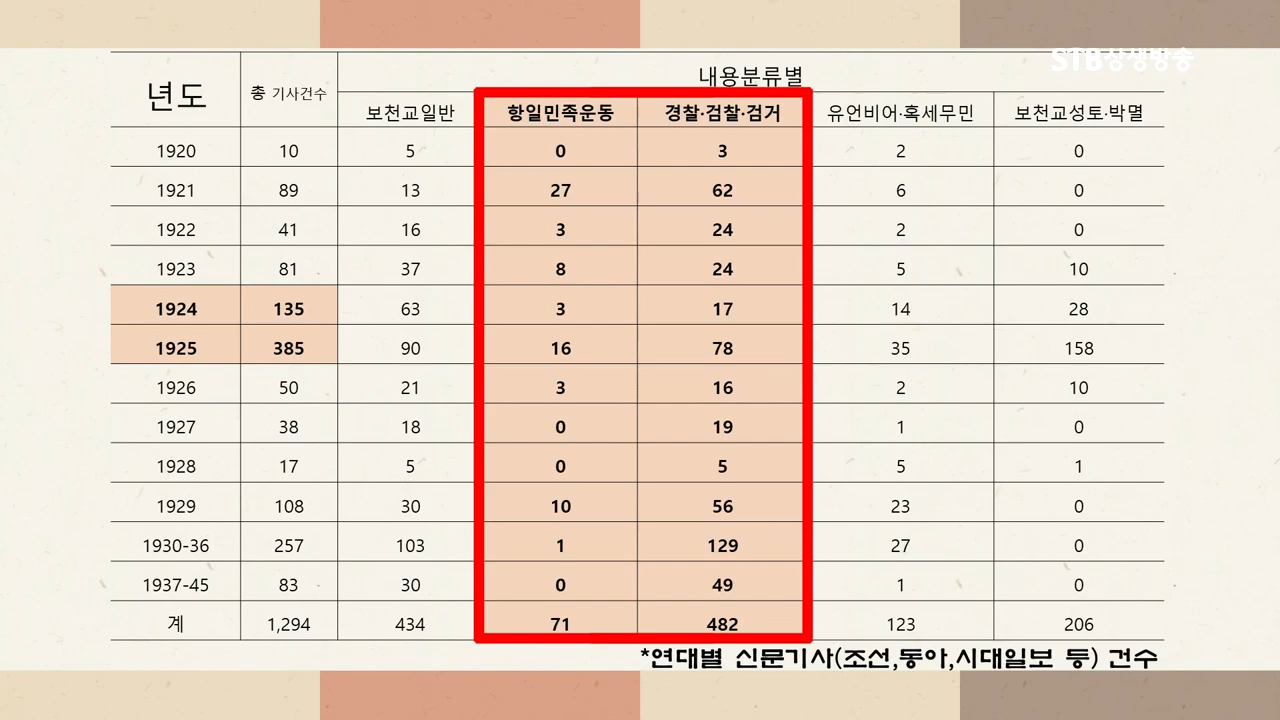 STB상생방송
내용분류별
년도 총 기사건수
보천교일반 항일민족운동 경찰·검찰·검거 유언비어·혹세무민 보천교성토·박멸
1920 10 5 0 3 2 0
1921 89 13 27 62 6 0
1922 41 16 3 24 2 0
1923 81 37 8 24 5 10
1924 135 63 3 17 14 28
1925 385 90 16 78 35 158
1926 50 21 3 16 2 10
1927 38 18 0 19 1 0
1928 17 5 0 5 5 1
1929 108 30 10 56 23 0
1930-36 257 103 1 129 27 0
1937-45 83 30 0 49 1 0
계 1,294 434 71 482 123 206
*연대별 신문기사(조선,동아,시대일보 등) 건수